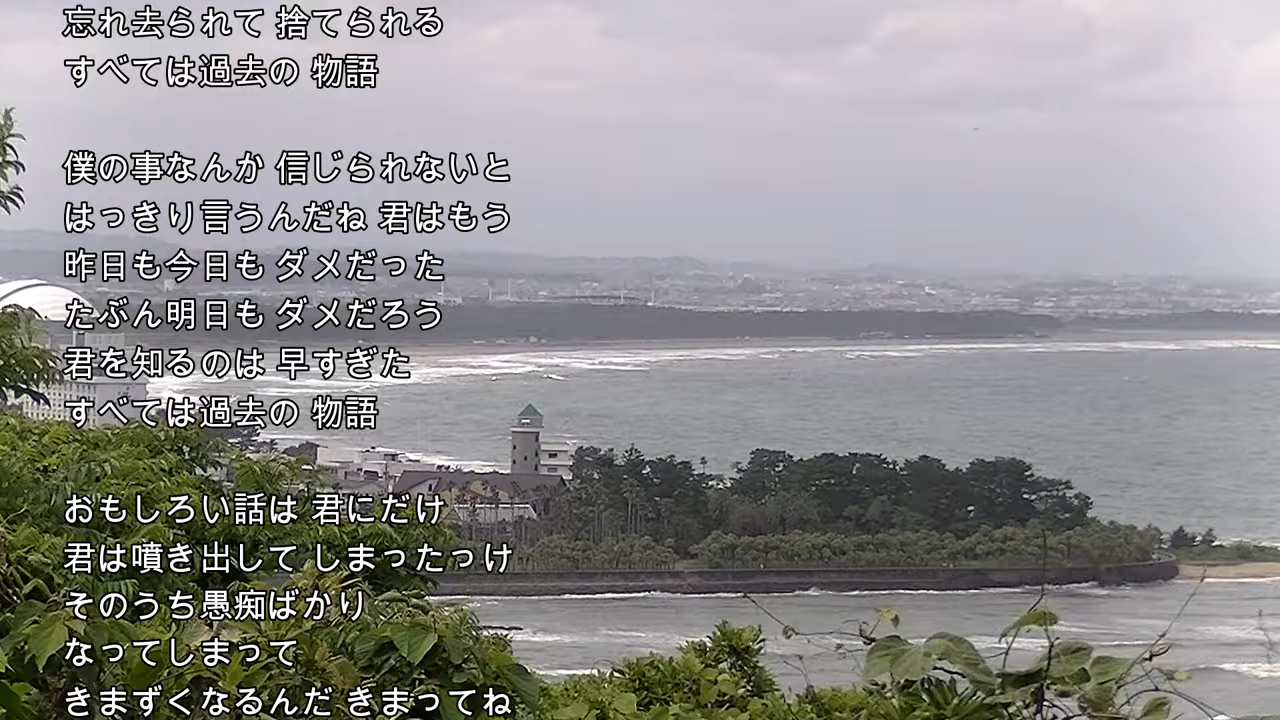 忘れ去られて 捨てられる
すべては過去の 物語
僕の事なんか 信じられないと
はっきり言うんだね 君はもう
昨日も今日も ダメだった
たぶん明日も ダメだろう
君を知るのは 早すぎた
すべては過去の 物語
おもしろい話は 君にだけ
君は噴き出して しまったっけ
そのうち愚痴ばかり
なってしまって
きまずくなるんだ きまってね